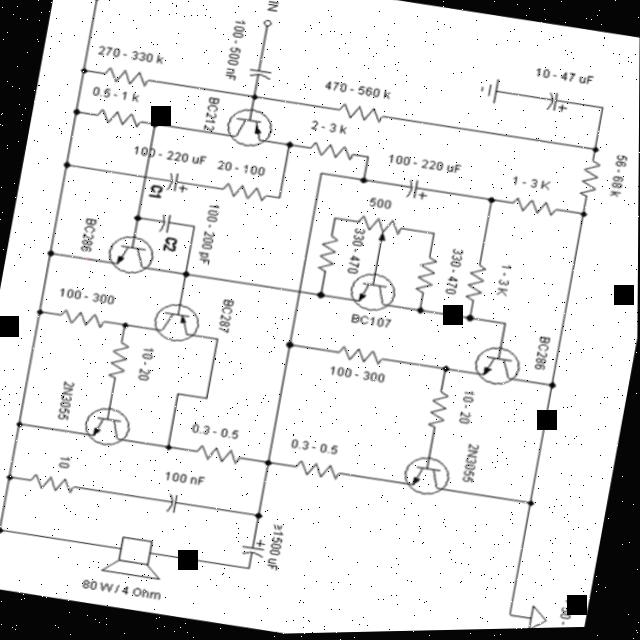 IN
100 - 500 nF
270 - 330 k
470 - 560 k
10 - 47 uF
0.5 - 1 k
BC212
2 - 3 k
56 - 68 k
100 - 220 uF
20 - 100
100 - 220 uF
1 - 3 K
C1
C2
100 - 200 pF
500
BC286
330 - 470
330 - 470
1 - 3K
100 - 300
BC287
BC107
BC286
10 - 20
100 - 300
10 - 20
2N3055
0.3 - 0.5
0.3 - 0.5
2N3055
10
100 nF
≥1500 uF
80 W / 4 Ohm